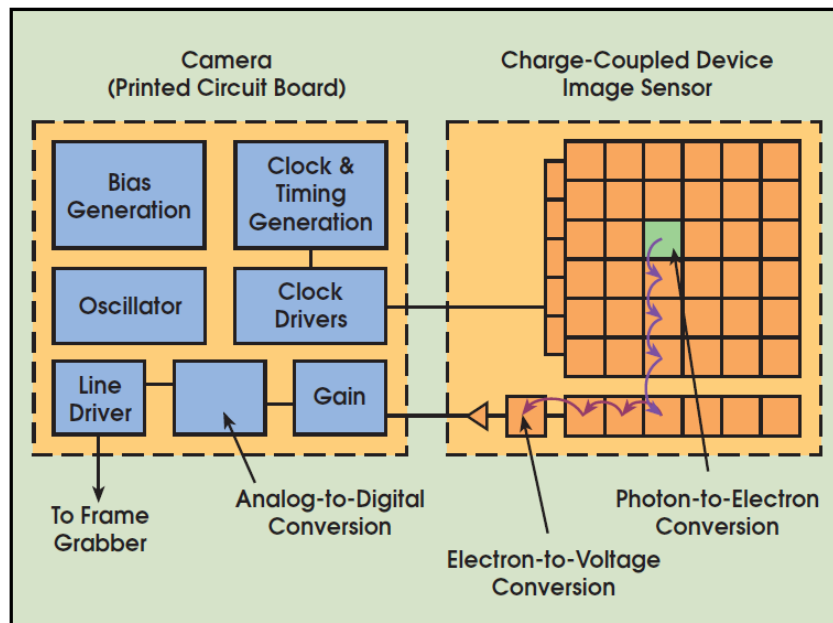 Camera
(Printed Circuit Board)
Charge-Coupled Device
Image Sensor
Bias
Generation
Clock &
Timing
Generation
Oscillator
Clock
Drivers
Line
Driver
Gain
To Frame
Grabber
Analog-to-Digital
Conversion
Electron-to-Voltage
Conversion
Photon-to-Electron
Conversion